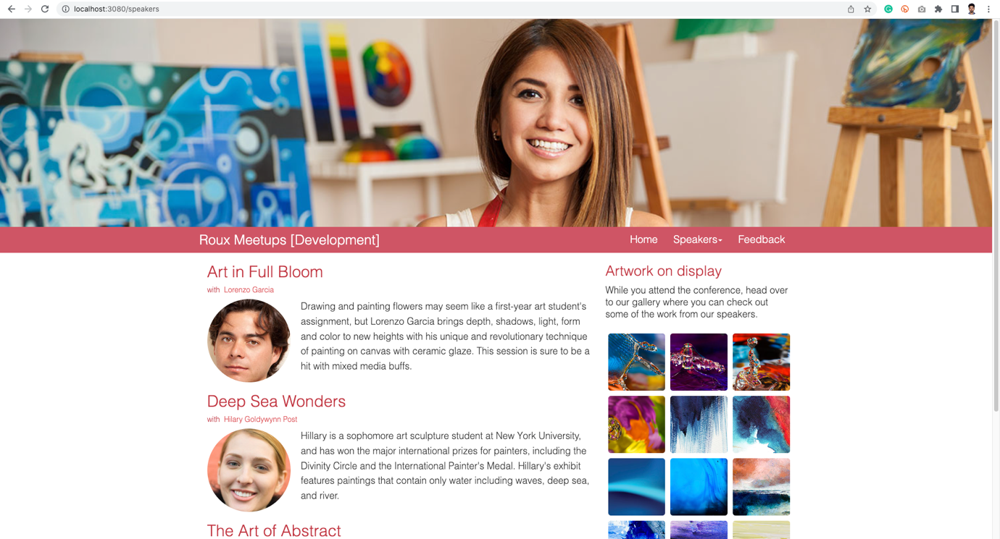 localhost:3080/speakers
Roux Meetups [Development]
Home
Speakers
Feedback
Art in Full Bloom
with Lorenzo Garcia
Drawing and painting flowers may seem like a first-year art student's
assignment, but Lorenzo Garcia brings depth, shadows, light, form
and color to new heights with his unique and revolutionary technique
of painting on canvas with ceramic glaze. This session is sure to be a
hit with mixed media buffs.
Deep Sea Wonders
with Hilary Goldywynn Post
Hillary is a sophomore art sculpture student at New York University,
and has won the major international prizes for painters, including the
Divinity Circle and the International Painter's Medal. Hillary's exhibit
features paintings that contain only water including waves, deep sea,
and river.
The Art of Abstract
Artwork on display
While you attend the conference, head over
to our gallery where you can check out
some of the work from our speakers.